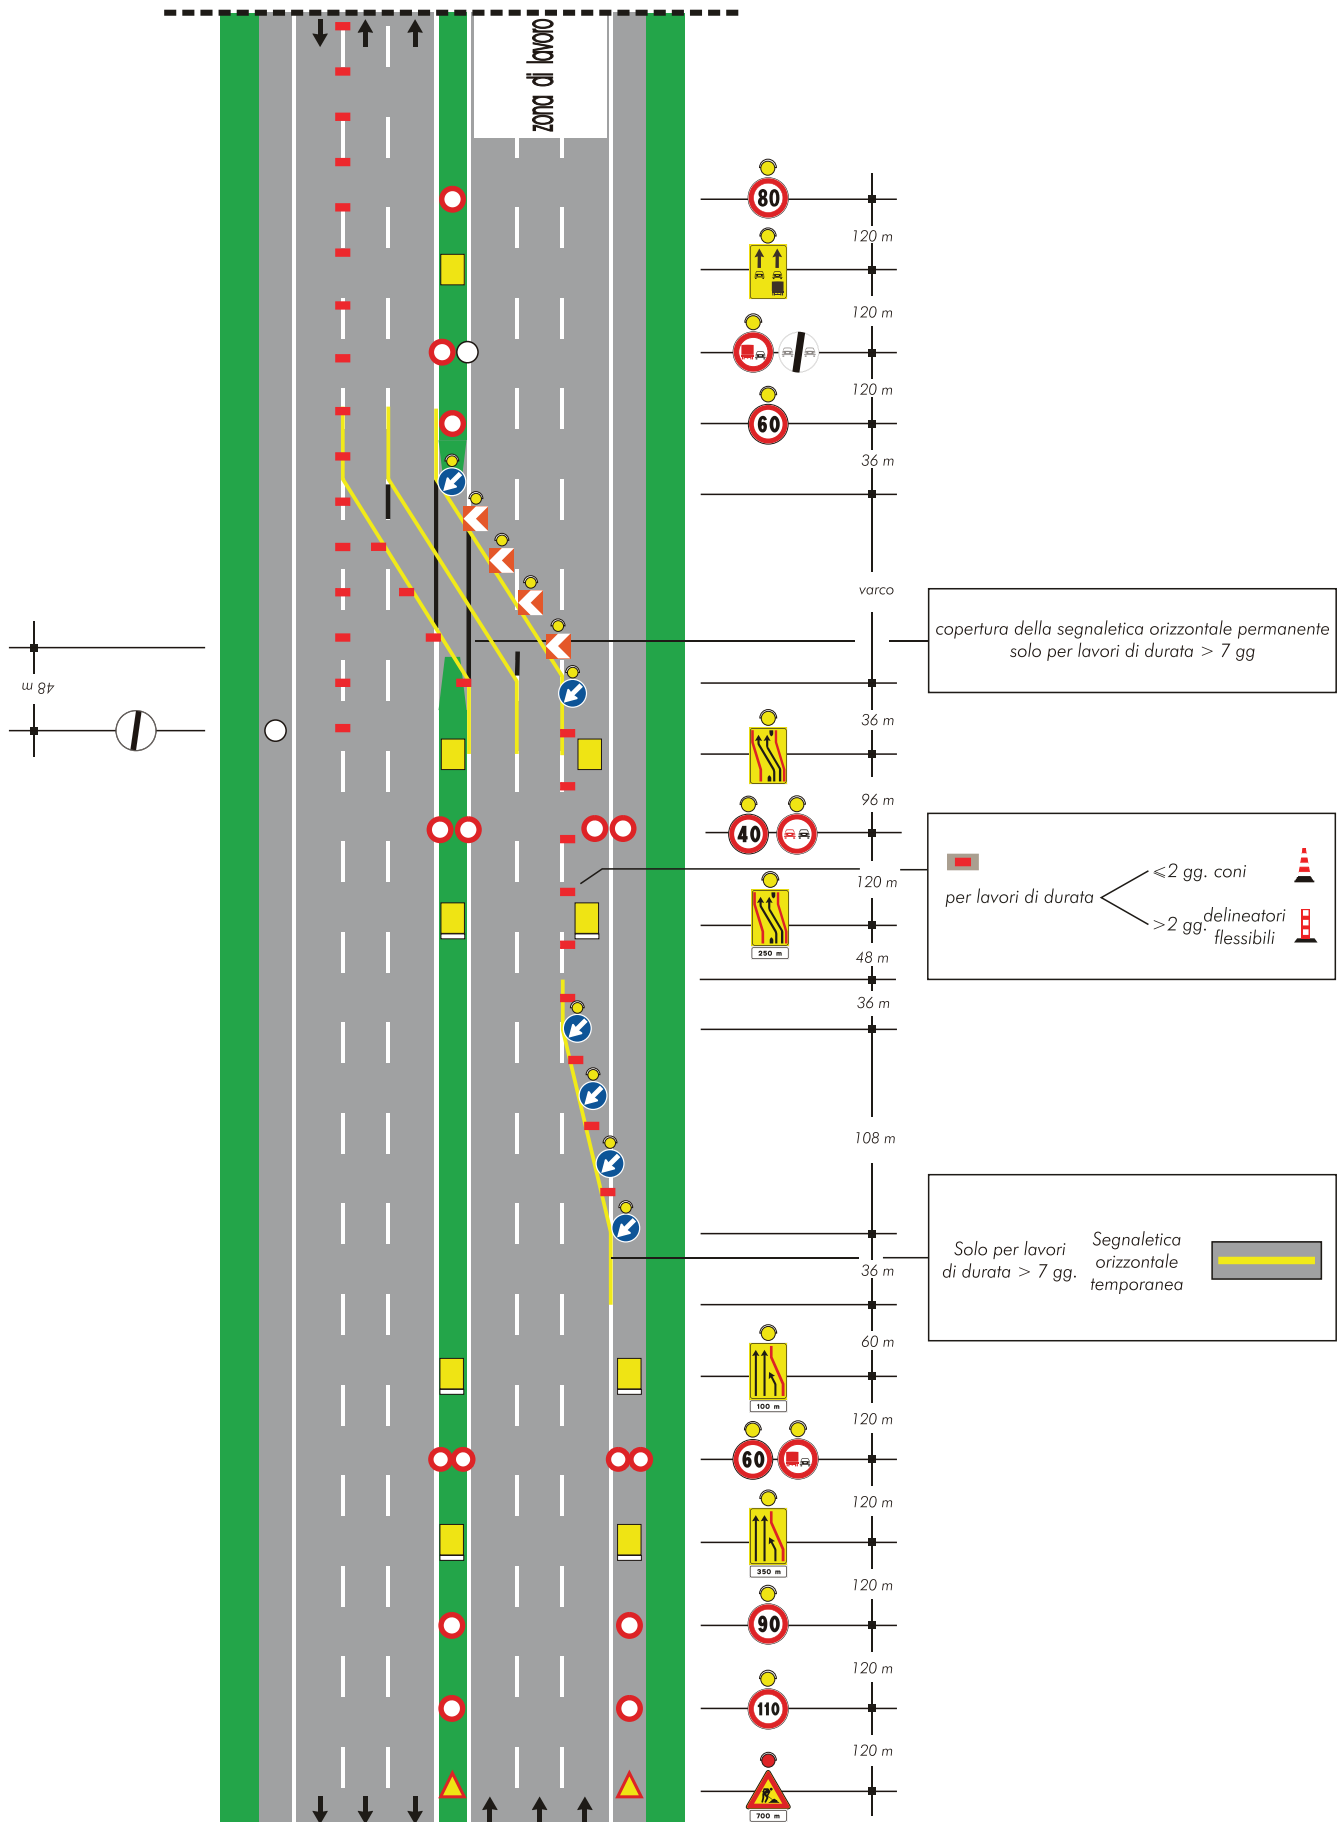 zona di lavoro
80
120 m
120 m
120 m
60
36 m
varco
copertura della segnaletica orizzontale permanente
solo per lavori di durata > 7 gg
48 m
36 m
96 m
40
120 m
per lavori di durata
⩽2 gg. coni
>2 gg. delineatori
flessibili
250 m
48 m
36 m
108 m
Solo per lavori
di durata > 7 gg.
Segnaletica
orizzontale
temporanea
36 m
60 m
100 m
120 m
60
120 m
350 m
120 m
90
120 m
110
120 m
700 m